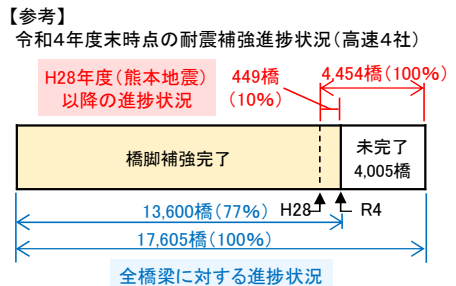 【参考】
令和4年度末時点の耐震補強進捗状況（高速4社）
H28年度（熊本地震）
以降の進捗状況
449橋
（10%）
4,454橋（100%）
橋脚補強完了
未完了
4,005橋
13,600橋（77%）
H28
R4
17,605橋（100%）
全橋梁に対する進捗状況